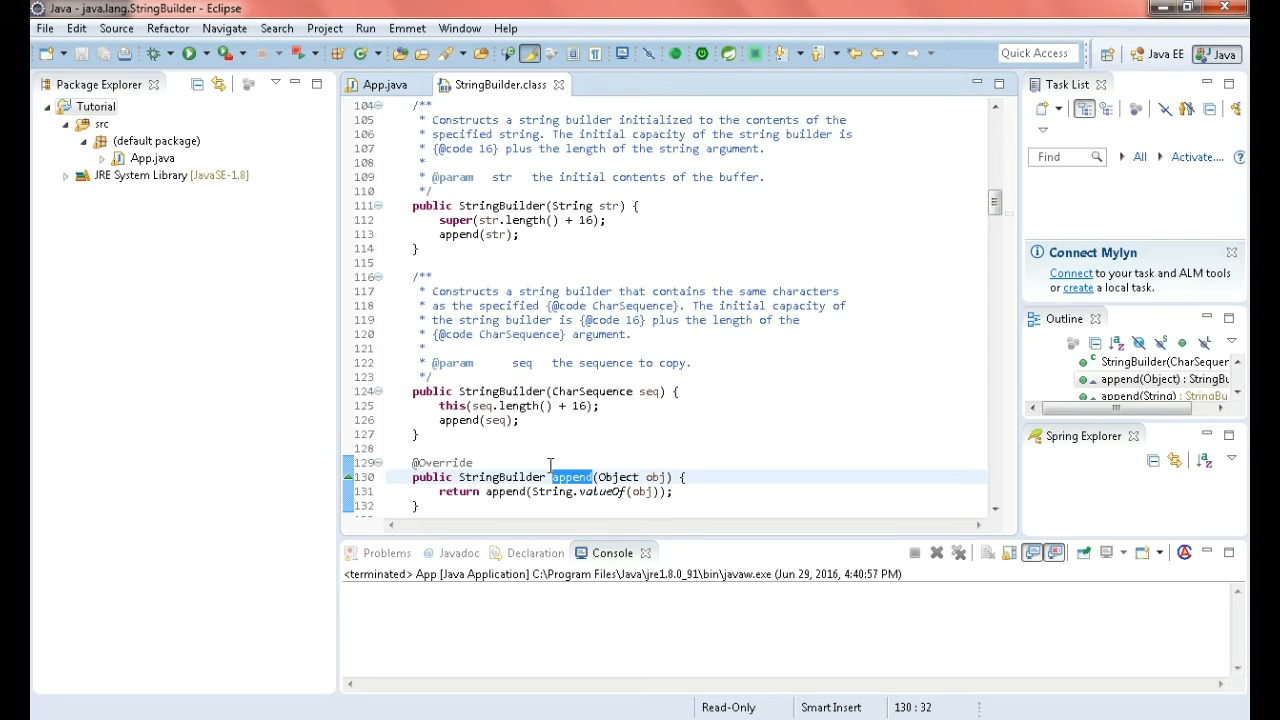 Java - java.lang.StringBuilder - Eclipse
File Edit Source Refactor Navigate Search Project Run Emmet Window Help
Quick Access Java EE Java
Package Explorer
Tutorial
src
(default package)
App.java
JRE System Library [JavaSE-1.8]
App.java StringBuilder.class
104 /**
105 * Constructs a string builder initialized to the contents of the
106 * specified string. The initial capacity of the string builder is
107 * {@code 16} plus the length of the string argument.
108 *
109 * @param str the initial contents of the buffer.
110 */
111 public StringBuilder(String str) {
112 super(str.length() + 16);
113 append(str);
114 }
115
116 /**
117 * Constructs a string builder that contains the same characters
118 * as the specified {@code CharSequence}. The initial capacity of
119 * the string builder is {@code 16} plus the length of the
120 * {@code CharSequence} argument.
121 *
122 * @param seq the sequence to copy.
123 */
124 public StringBuilder(CharSequence seq) {
125 this(seq.length() + 16);
126 append(seq);
127 }
128
129 @Override
130 public StringBuilder append(Object obj) {
131 return append(String.valueOf(obj));
132 }
Task List
Find All Activate...
Connect Mylyn
Connect to your task and ALM tools
or create a local task.
Outline
StringBuilder(CharSequer
append(Object) : StringBu
append(String) : StringBu
Spring Explorer
Problems Javadoc Declaration Console
<terminated> App [Java Application] C:\Program Files\Java\jre1.8.0_91\bin\javaw.exe (Jun 29, 2016, 4:40:57 PM)
Read-Only Smart Insert 130 : 32